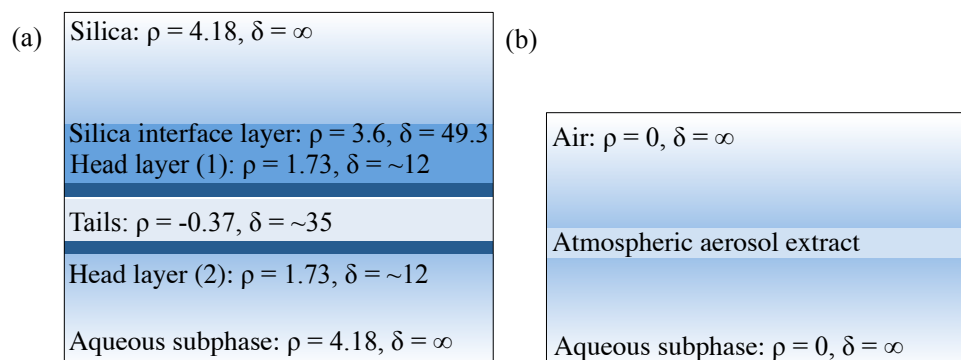 (a)
Silica: ρ = 4.18, δ = ∞
Silica interface layer: ρ = 3.6, δ = 49.3
Head layer (1): ρ = 1.73, δ = ~12
Tails: ρ = -0.37, δ = ~35
Head layer (2): ρ = 1.73, δ = ~12
Aqueous subphase: ρ = 4.18, δ = ∞
(b)
Air: ρ = 0, δ = ∞
Atmospheric aerosol extract
Aqueous subphase: ρ = 0, δ = ∞